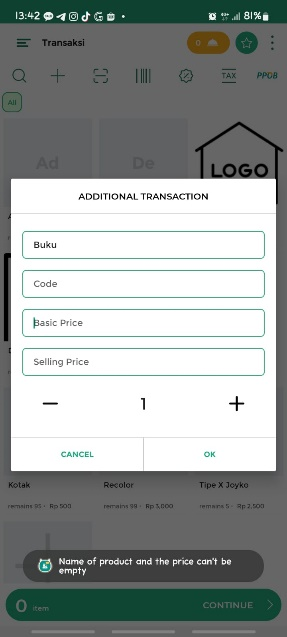 13:42
81%
Transaksi
0
TAX
PPOB
All
Ad
De
LOGO
ADDITIONAL TRANSACTION
Buku
Code
Basic Price
Selling Price
1
CANCEL
OK
Kotak
Recolor
Tipe X Joyko
remains 95 - Rp 500
remains 99 - Rp 3,000
remains 5 - Rp 2,500
Name of product and the price can't be
empty
0 item
CONTINUE